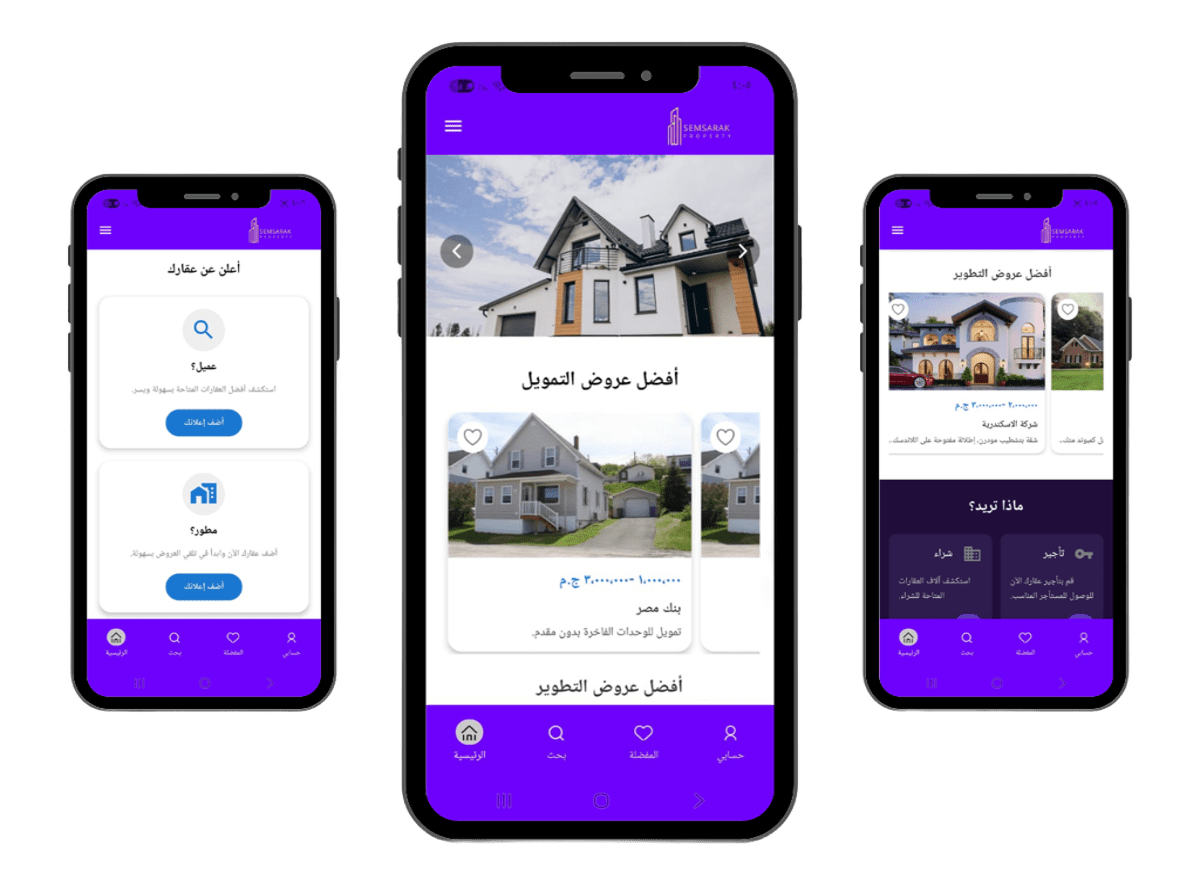 SEMSARAK
PROPERTY
أعلن عن عقارك
عميل؟
استكشف أفضل العقارات المتاحة بسهولة ويسر.
أضف إعلانك
مطور؟
أضف عقارك الآن وابدأ في تلقي العروض بسهولة.
أضف إعلانك
الرئيسية
بحث
المفضلة
حسابي
SEMSARAK
PROPERTY
أفضل عروض التمويل
١،٠٠٠،٠٠٠ -٣،٠٠٠،٠٠٠ ج.م
بنك مصر
تمويل للوحدات الفاخرة بدون مقدم.
أفضل عروض التطوير
الرئيسية
بحث
المفضلة
حسابي
SEMSARAK
PROPERTY
أفضل عروض التطوير
٢،٠٠٠،٠٠٠ -٣،٠٠٠،٠٠٠ ج.م
شركة الاسكندرية
شقة بتشطيب مودرن، إطلالة مفتوحة على اللاندسك..
ل كمبوند متك..
ماذا تريد؟
تأجير
قم بتأجير عقارك الآن
للوصول للمستأجر المناسب.
شراء
استكشف آلاف العقارات
المتاحة للشراء.
الرئيسية
بحث
المفضلة
حسابي